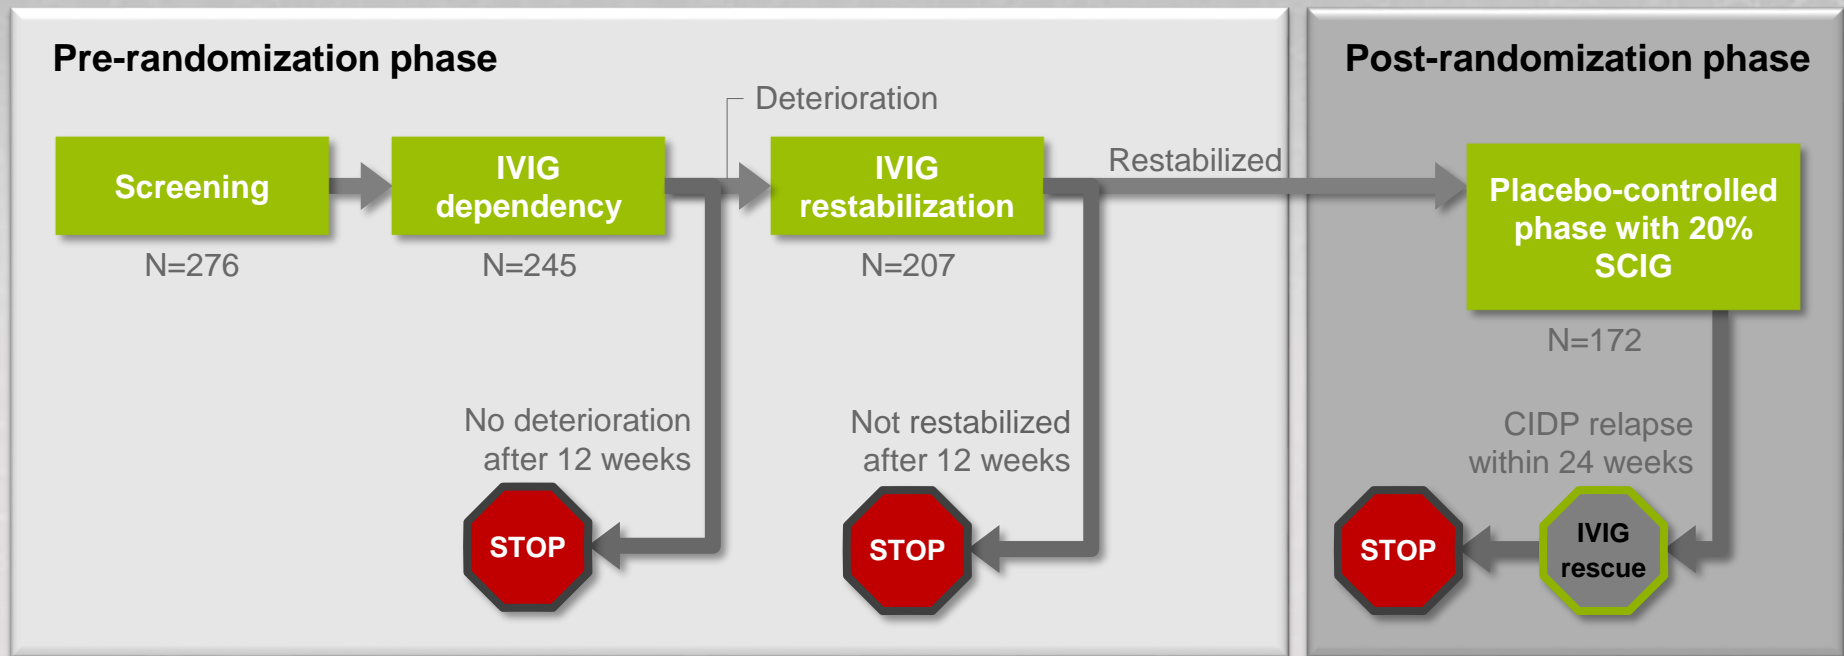 Pre-randomization phase
Deterioration
Screening
N=276
IVIG
dependency
N=245
IVIG
restabilization
N=207
Restabilized
No deterioration
after 12 weeks
STOP
Not restabilized
after 12 weeks
STOP
Post-randomization phase
Placebo-controlled
phase with 20%
SCIG
N=172
CIDP relapse
within 24 weeks
IVIG
rescue
STOP